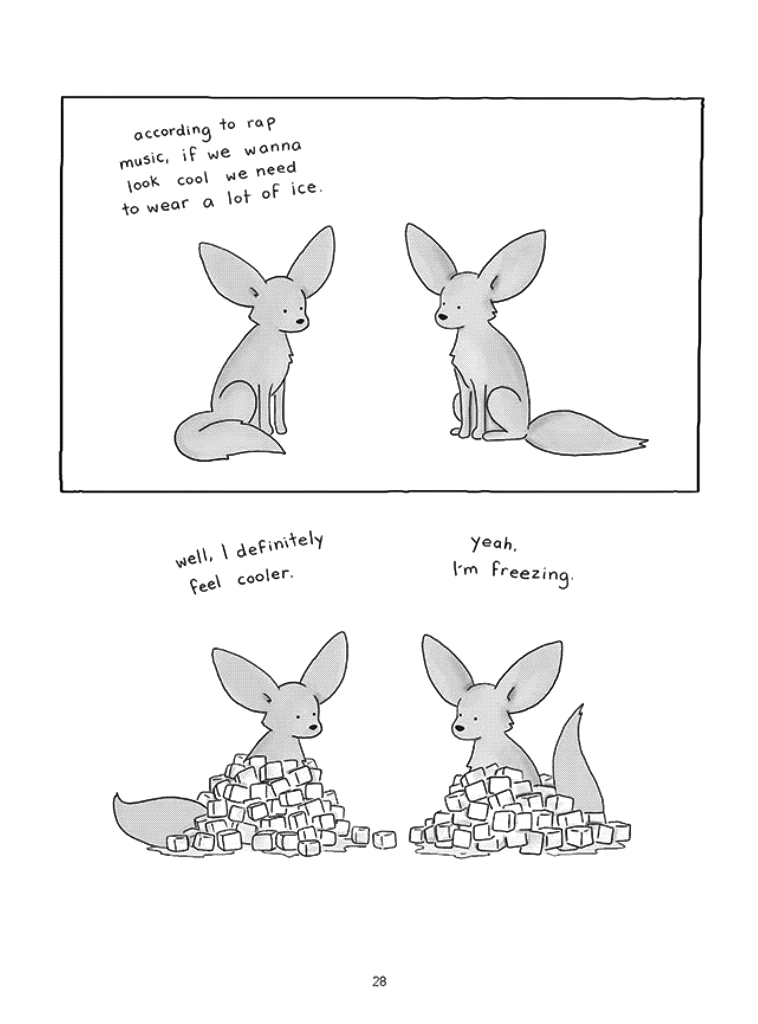 according to rap
music, if we wanna
look cool we need
to wear a lot of ice.
well, I definitely
feel cooler.
yeah.
I'm freezing.
28